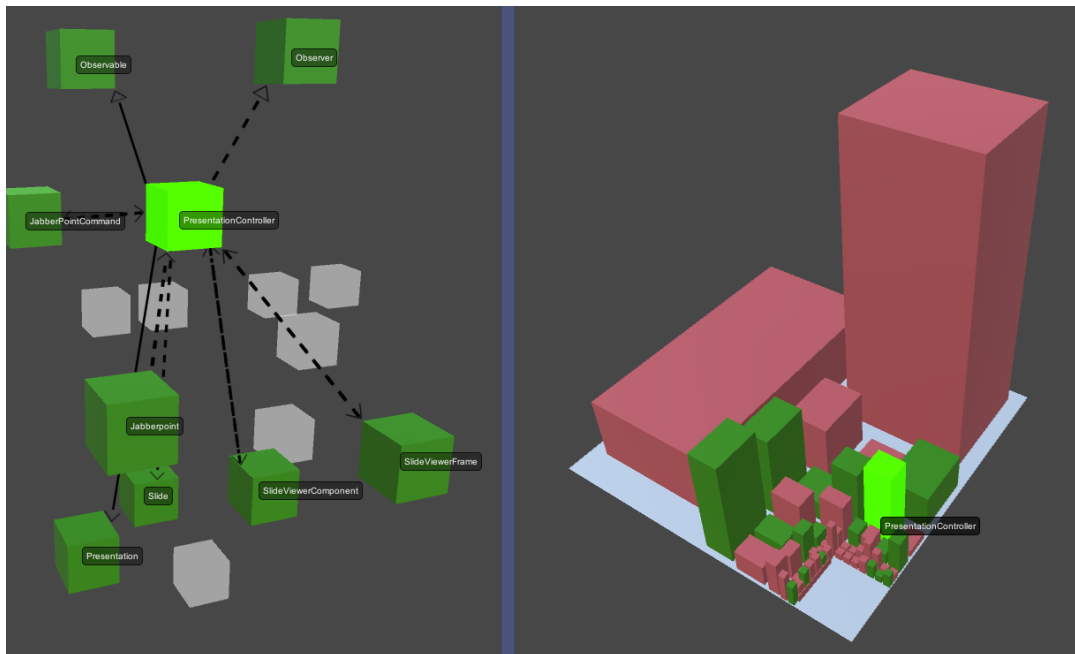 Observable
Observer
JabberPointCommand
PresentationController
Jabberpoint
SlideViewerFrame
Slide
SlideViewerComponent
Presentation
PresentationController